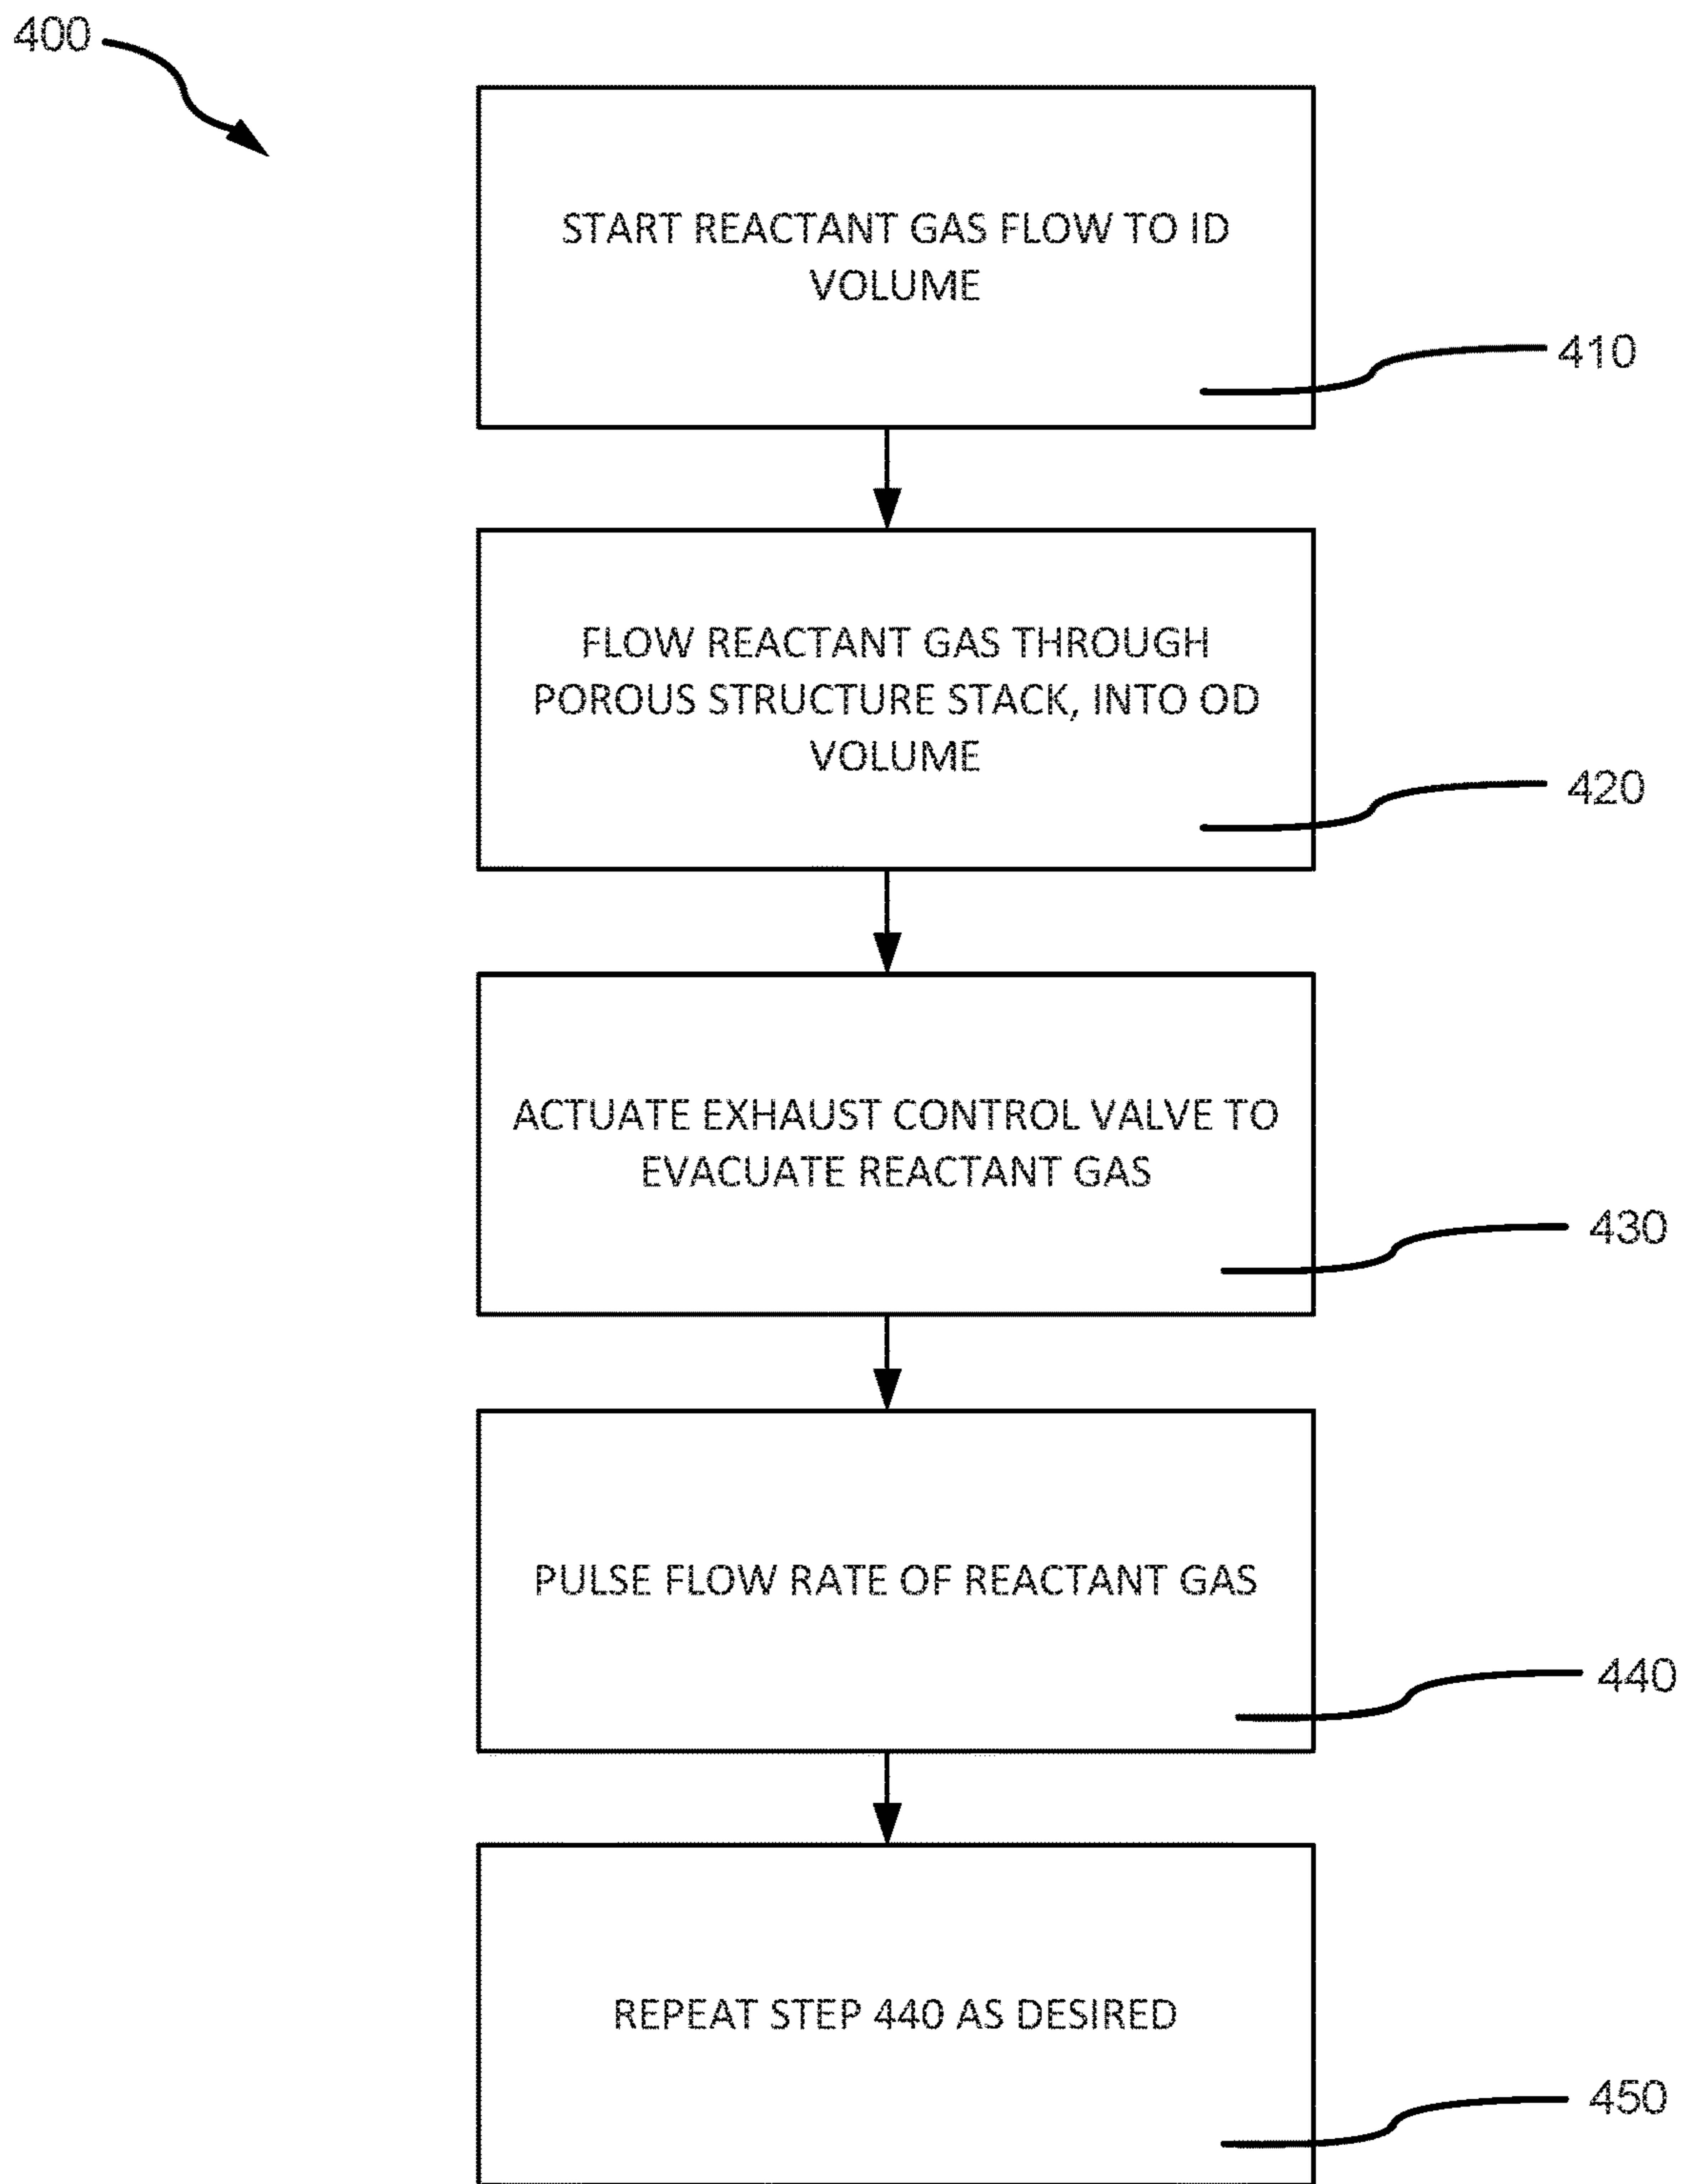 400
START REACTANT GAS FLOW TO ID
VOLUME
410
FLOW REACTANT GAS THROUGH
POROUS STRUCTURE STACK, INTO OD
VOLUME
420
ACTUATE EXHAUST CONTROL VALVE TO
EVACUATE REACTANT GAS
430
PULSE FLOW RATE OF REACTANT GAS
440
REPEAT STEP 440 AS DESIRED
450